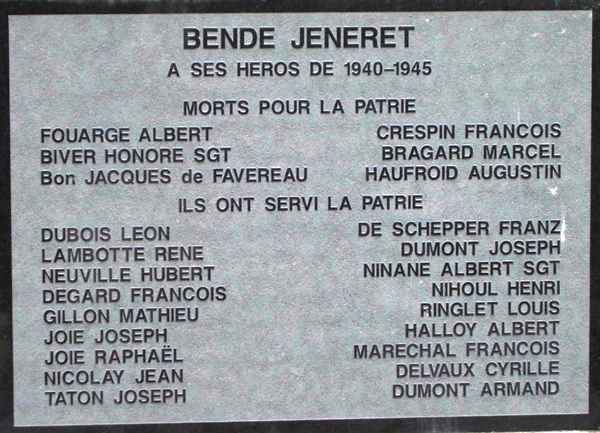 BENDE JENERET
A SES HEROS DE 1940-1945
MORTS POUR LA PATRIE
FOUARGE ALBERT CRESPIN FRANCOIS
BIVER HONORE SGT BRAGARD MARCEL
Bon JACQUES de FAVEREAU HAUFROID AUGUSTIN
ILS ONT SERVI LA PATRIE
DUBOIS LEON DE SCHEPPER FRANZ
LAMBOTTE RENE DUMONT JOSEPH
NEUVILLE HUBERT NINANE ALBERT SGT
DEGARD FRANCOIS NIHOUL HENRI
GILLON MATHIEU RINGLET LOUIS
JOIE JOSEPH HALLOY ALBERT
JOIE RAPHAËL MARECHAL FRANCOIS
NICOLAY JEAN DELVAUX CYRILLE
TATON JOSEPH DUMONT ARMAND